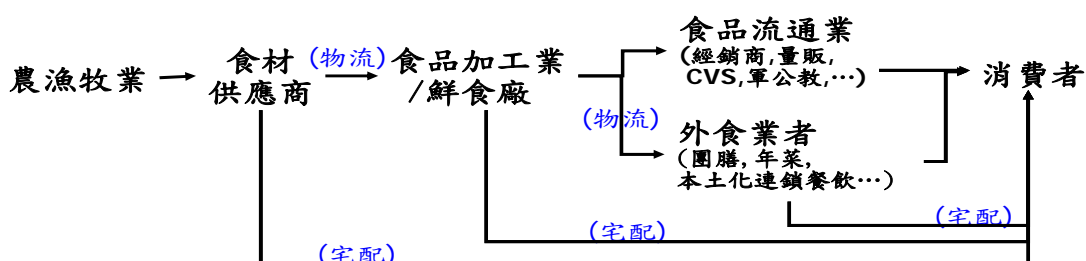 農漁牧業
食材
供應商
(物流)
食品加工業
/鮮食廠
(物流)
食品流通業
(經銷商,量販,
CVS,軍公教,…)
外食業者
(團膳,年菜,
本土化連鎖餐飲…)
消費者
(宅配)
(宅配)
(宅配)